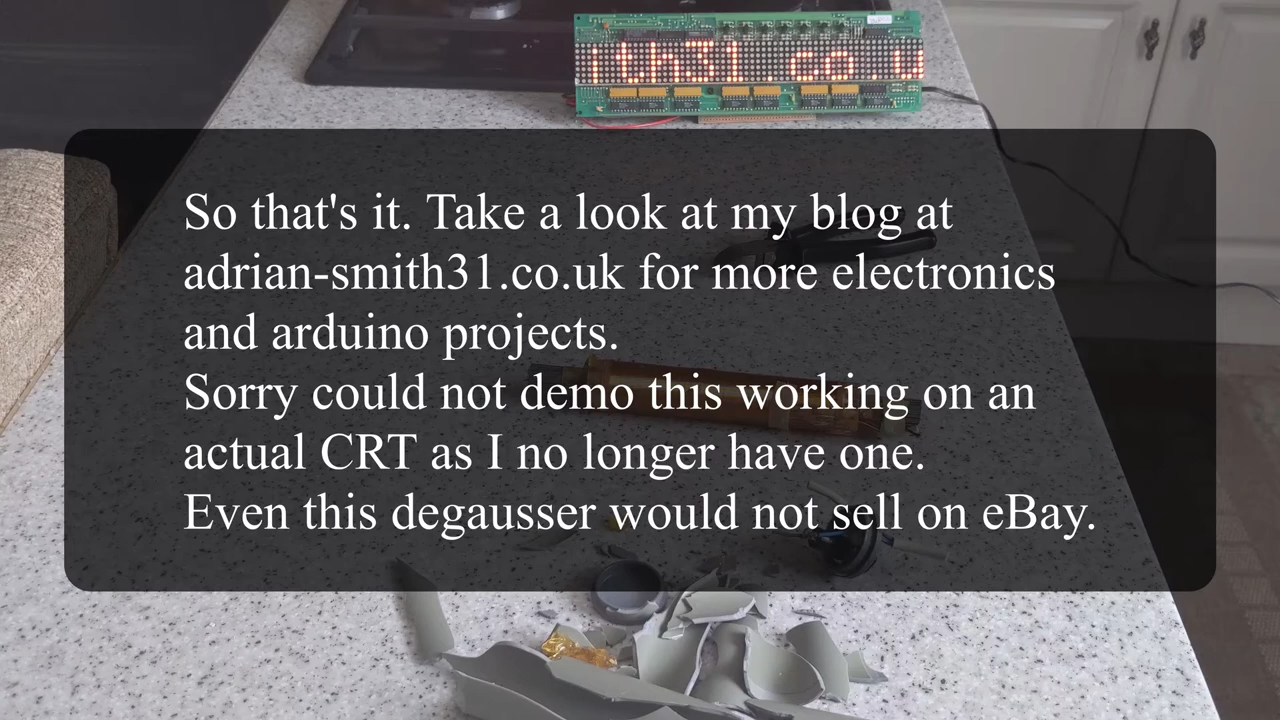 th31.co.u
So that's it. Take a look at my blog at
adrian-smith31.co.uk for more electronics
and arduino projects.
Sorry could not demo this working on an
actual CRT as I no longer have one.
Even this degausser would not sell on eBay.